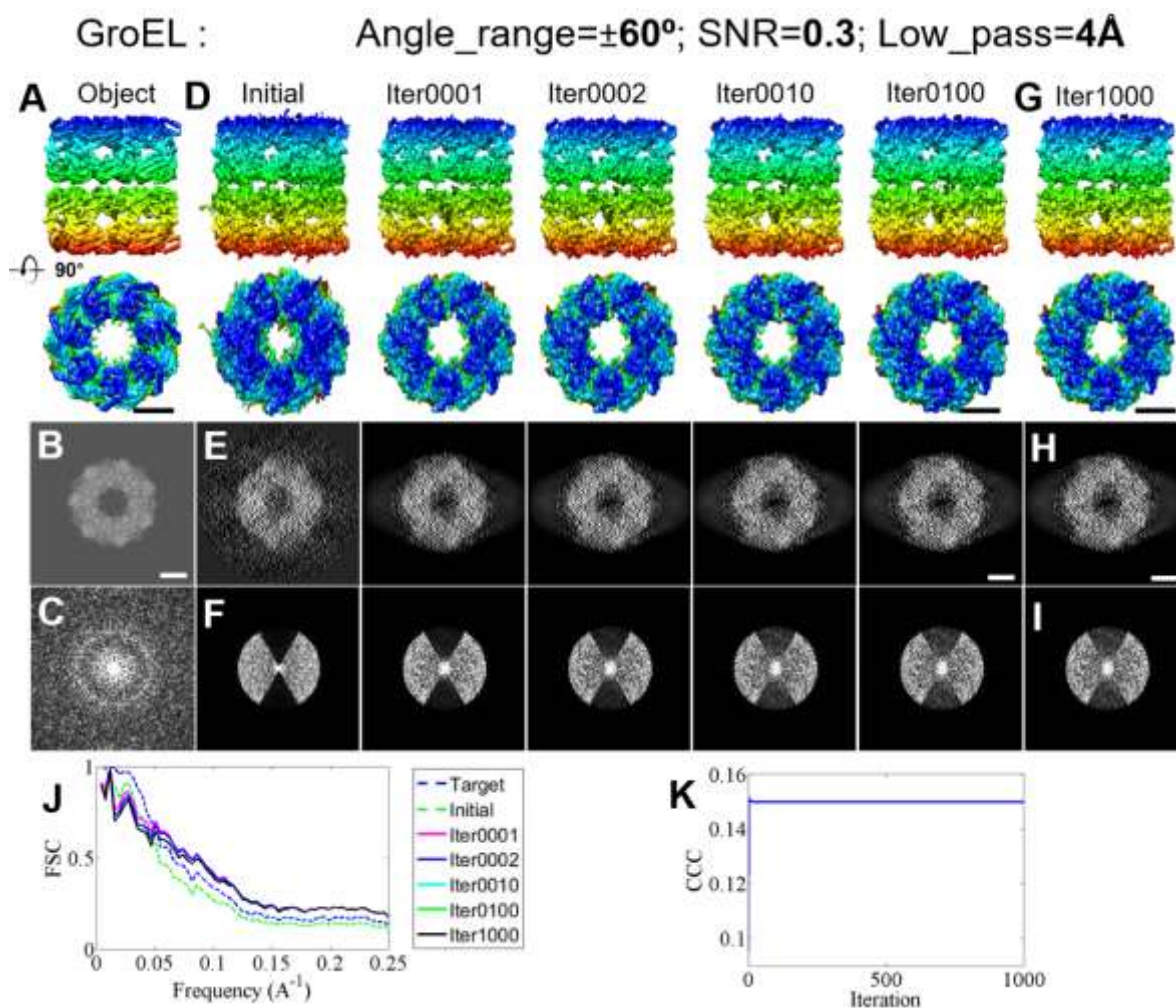 GroEL : Angle_range=±60º; SNR=0.3; Low_pass=4Å
A Object D Initial Iter0001 Iter0002 Iter0010 Iter0100 G Iter1000
90°
B E H
C F I
J
1
0.5
0
FSC
0 0.05 0.1 0.15 0.2 0.25
Frequency (A⁻¹)
Target
Initial
Iter0001
Iter0002
Iter0010
Iter0100
Iter1000
K
0.16
0.14
0.12
0.1
CCC
0 500 1000
Iteration